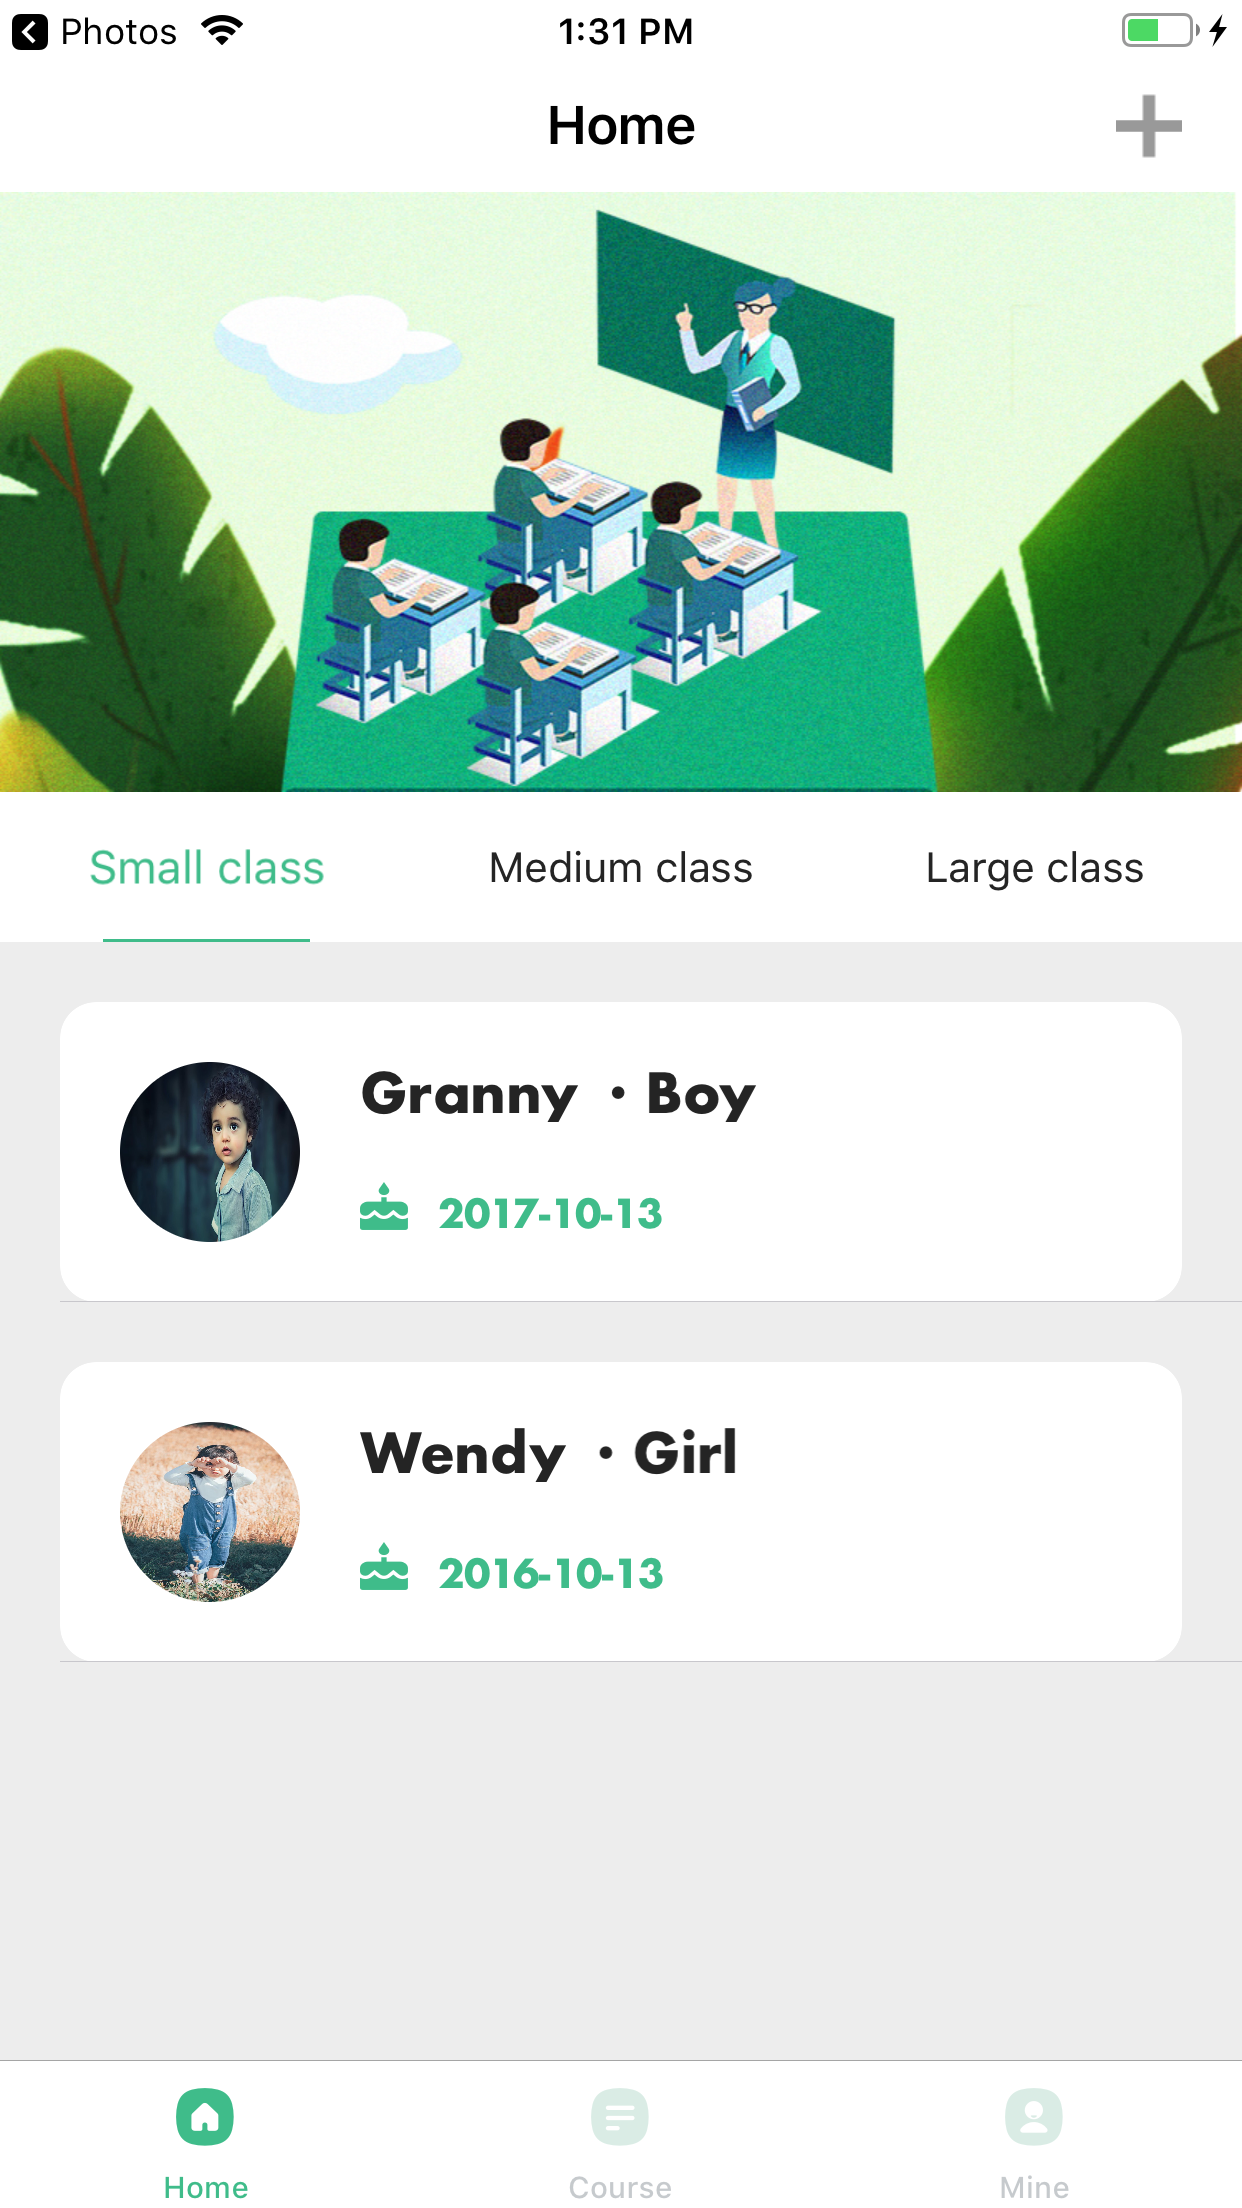 Photos 1:31 PM
Home
Small class Medium class Large class
Granny · Boy
2017-10-13
Wendy · Girl
2016-10-13
Home Course Mine